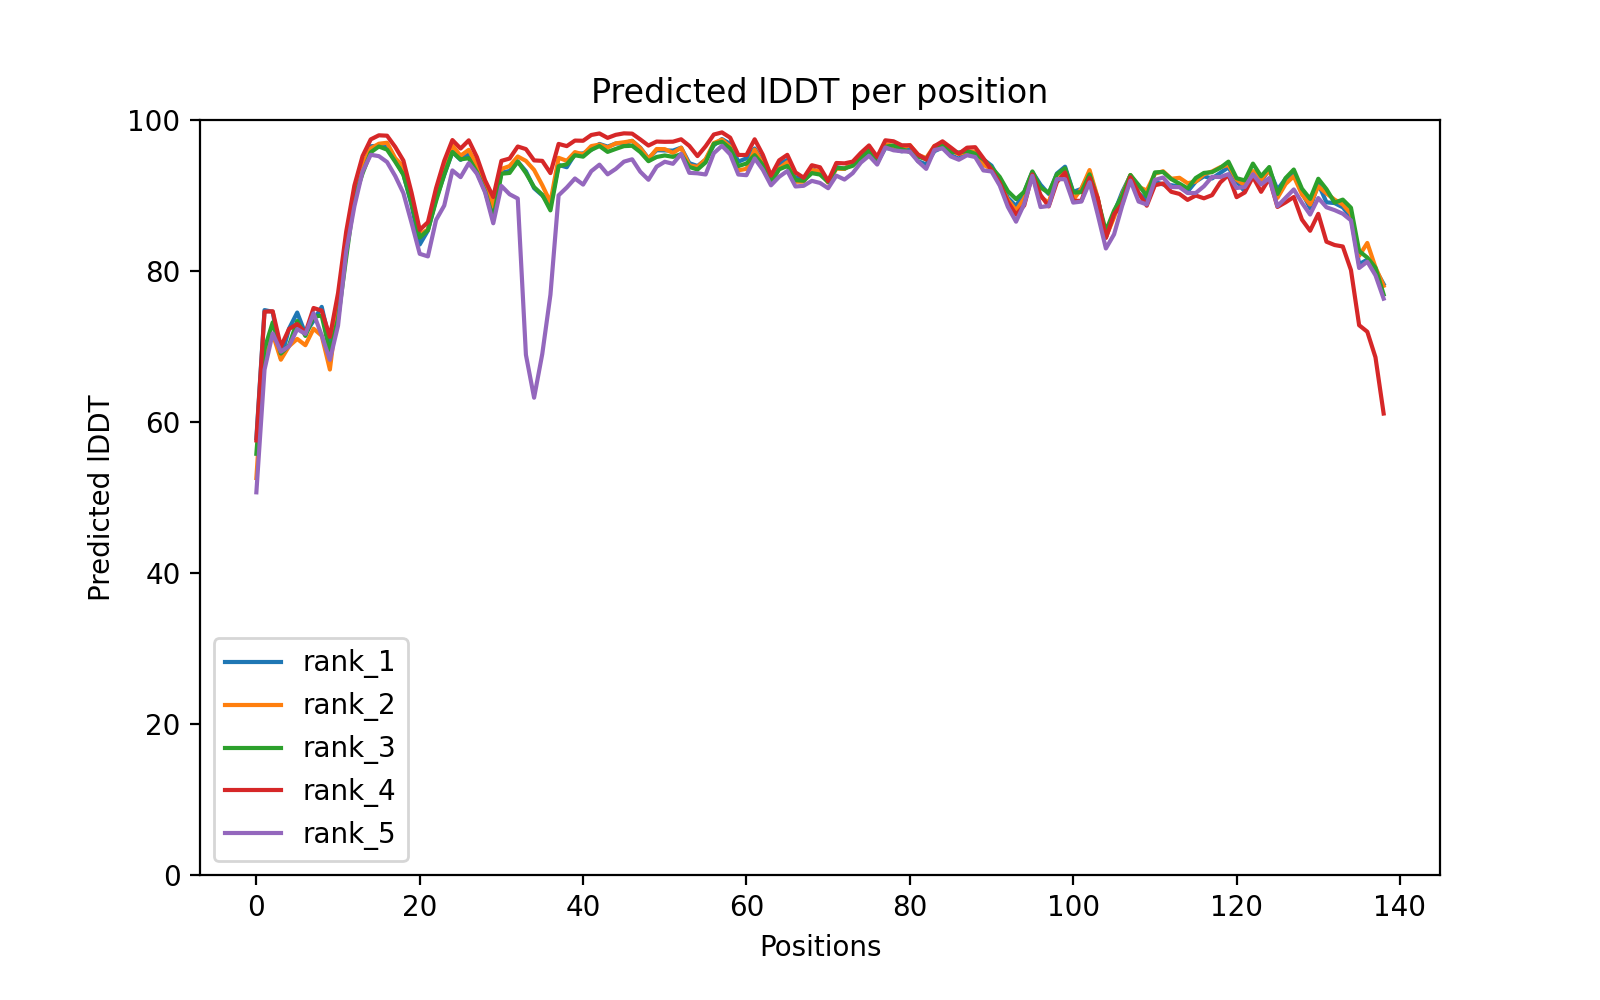 Predicted lDDT per position
100
80
60
40
20
0
Predicted lDDT
rank_1
rank_2
rank_3
rank_4
rank_5
0 20 40 60 80 100 120 140
Positions